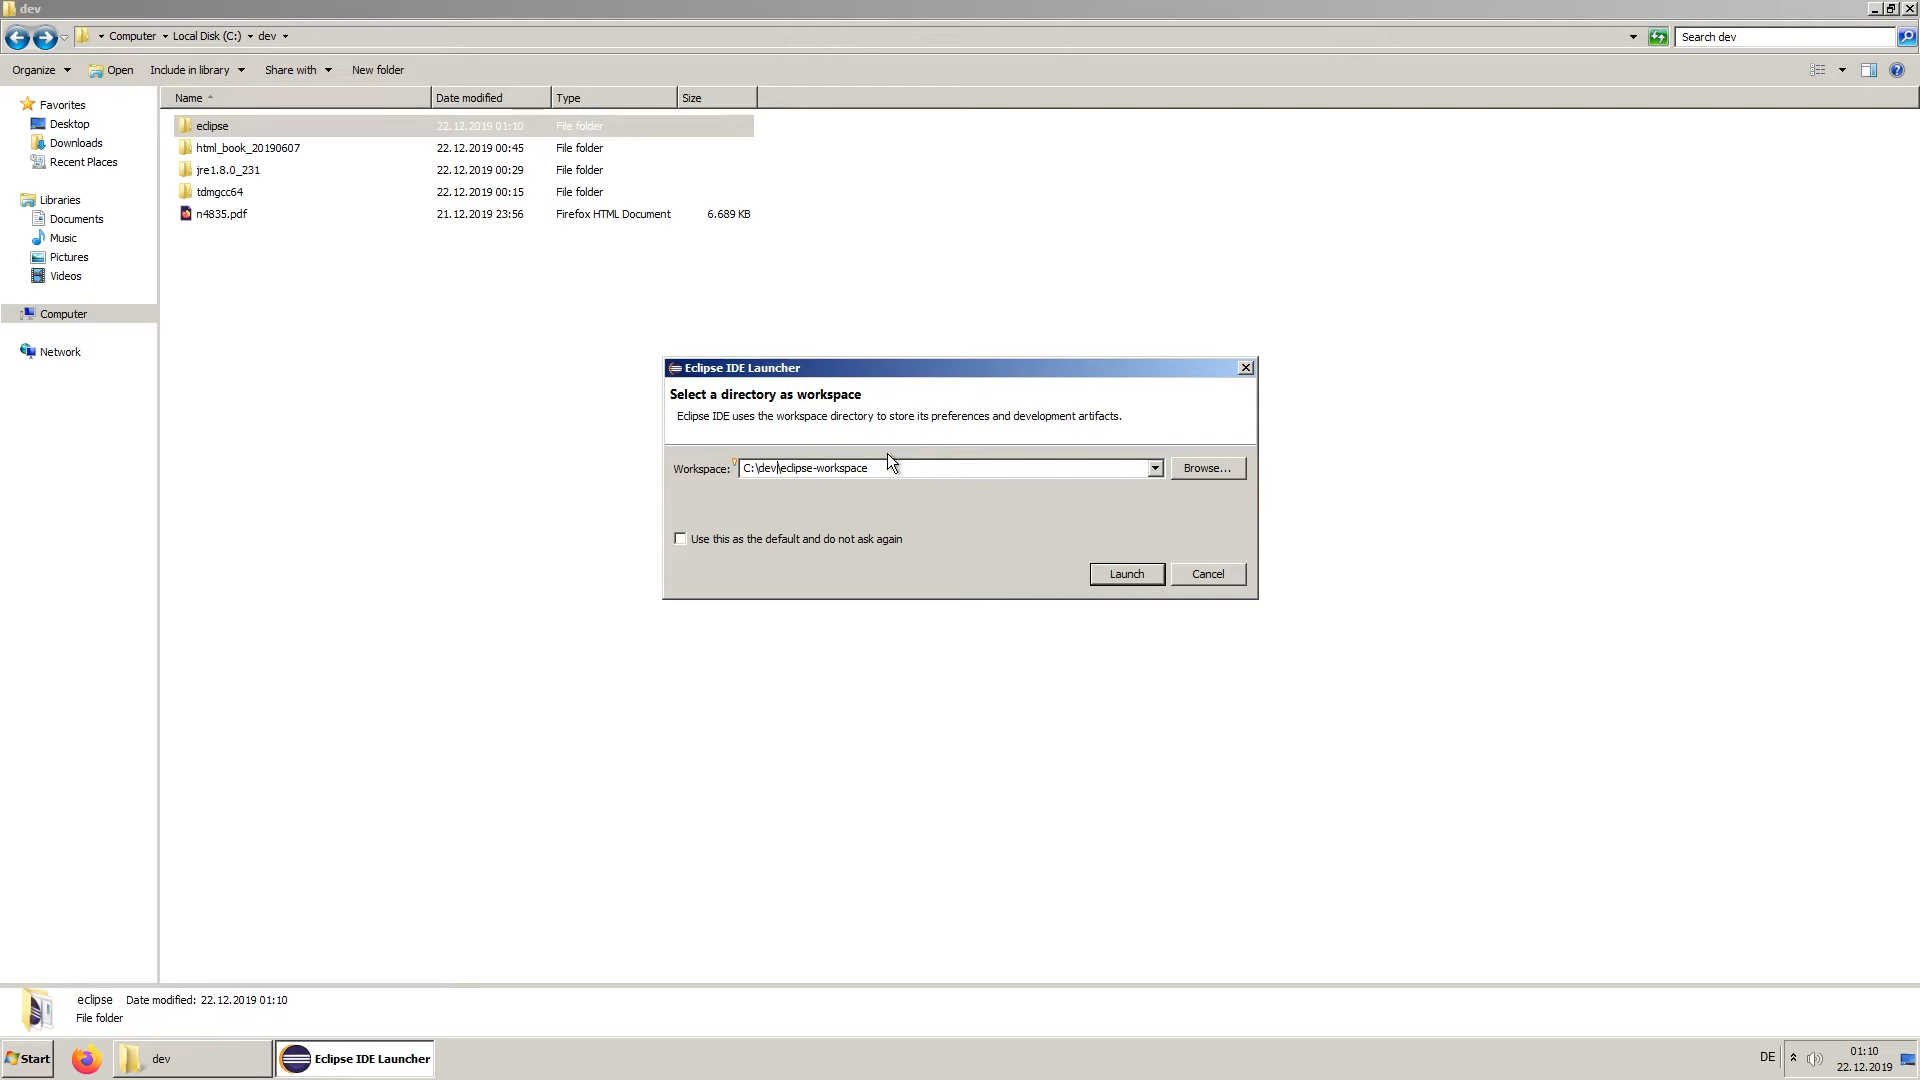 dev
Computer Local Disk (C:) dev
Search dev
Organize Open Include in library Share with New folder
Name Date modified Type Size
Favorites
Desktop
Downloads
Recent Places
Libraries
Documents
Music
Pictures
Videos
Computer
Network
eclipse 22.12.2019 01:10 File folder
html_book_20190607 22.12.2019 00:45 File folder
jre1.8.0_231 22.12.2019 00:29 File folder
tdmgcc64 22.12.2019 00:15 File folder
n4835.pdf 21.12.2019 23:56 Firefox HTML Document 6.689 KB
Eclipse IDE Launcher
Select a directory as workspace
Eclipse IDE uses the workspace directory to store its preferences and development artifacts.
Workspace: C:\dev\eclipse-workspace Browse...
Use this as the default and do not ask again
Launch Cancel
eclipse Date modified: 22.12.2019 01:10
File folder
Start dev Eclipse IDE Launcher DE 01:10
22.12.2019